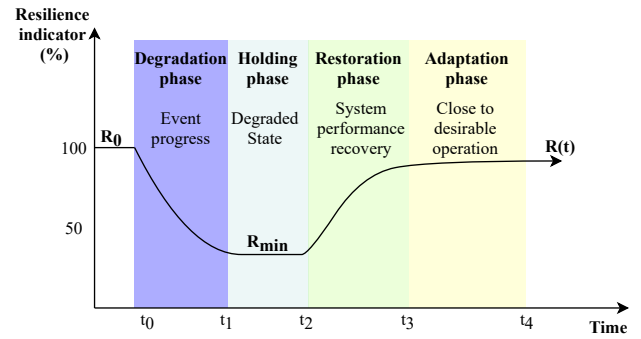 Resilience
indicator
(%)
Degradation
phase
Holding
phase
Restoration
phase
Adaptation
phase
Event
progress
Degraded
State
System
performance
recovery
Close to
desirable
operation
R0
100
R(t)
50
Rmin
t0
t1
t2
t3
t4
Time